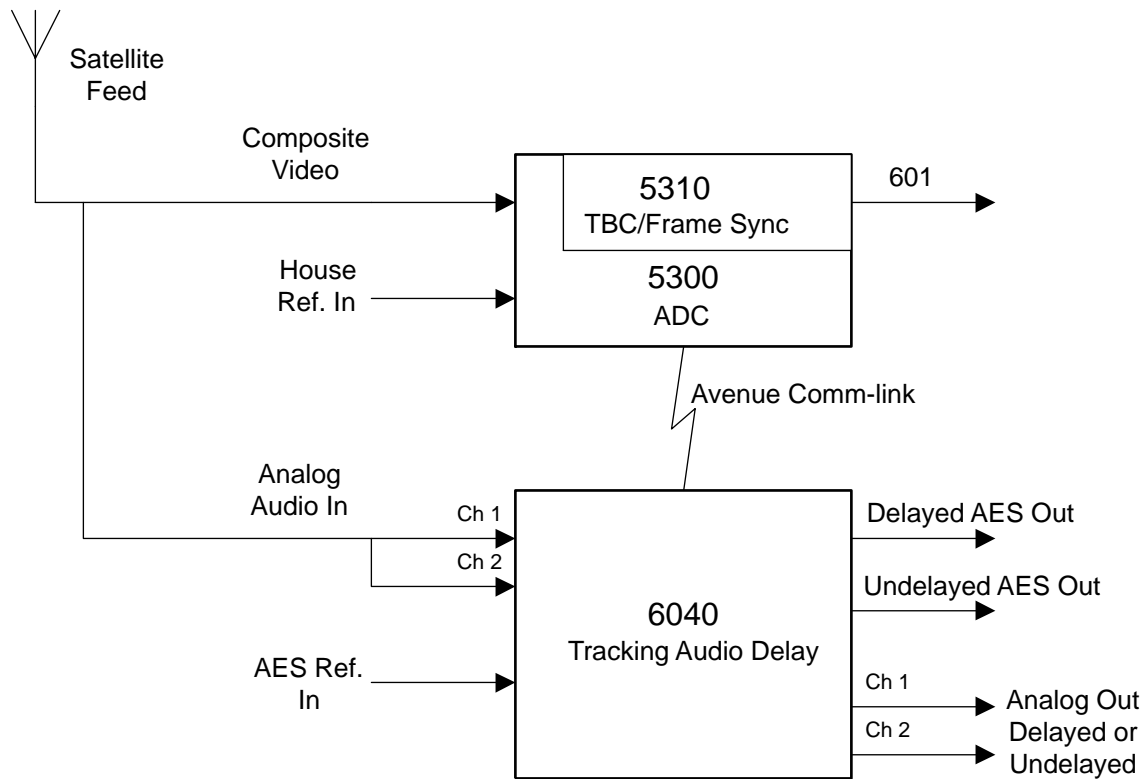 Satellite
Feed
Composite
Video
5310
TBC/Frame Sync
601
House
Ref. In
5300
ADC
Avenue Comm-link
Analog
Audio In
Ch 1
Ch 2
Delayed AES Out
Undelayed AES Out
6040
Tracking Audio Delay
AES Ref.
In
Ch 1
Ch 2
Analog Out
Delayed or
Undelayed